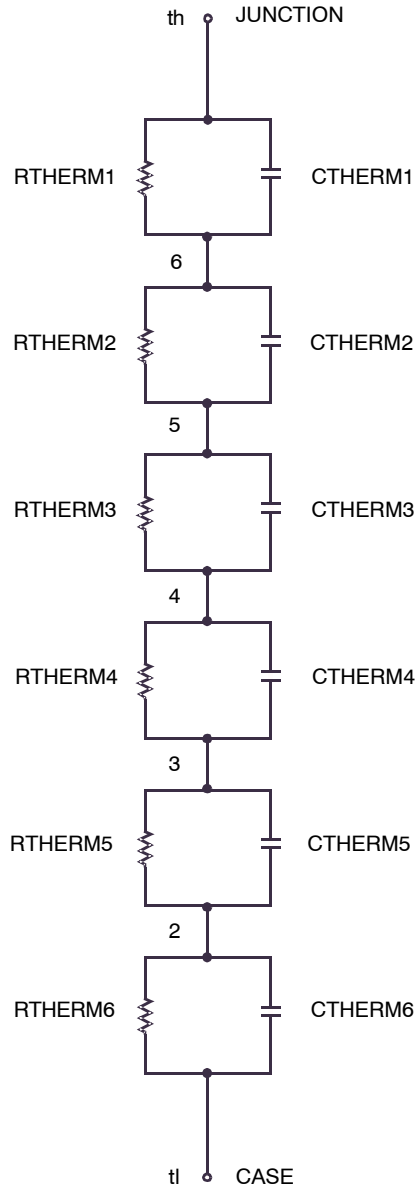 th JUNCTION
RTHERM1 CTHERM1
6
RTHERM2 CTHERM2
5
RTHERM3 CTHERM3
4
RTHERM4 CTHERM4
3
RTHERM5 CTHERM5
2
RTHERM6 CTHERM6
tl CASE